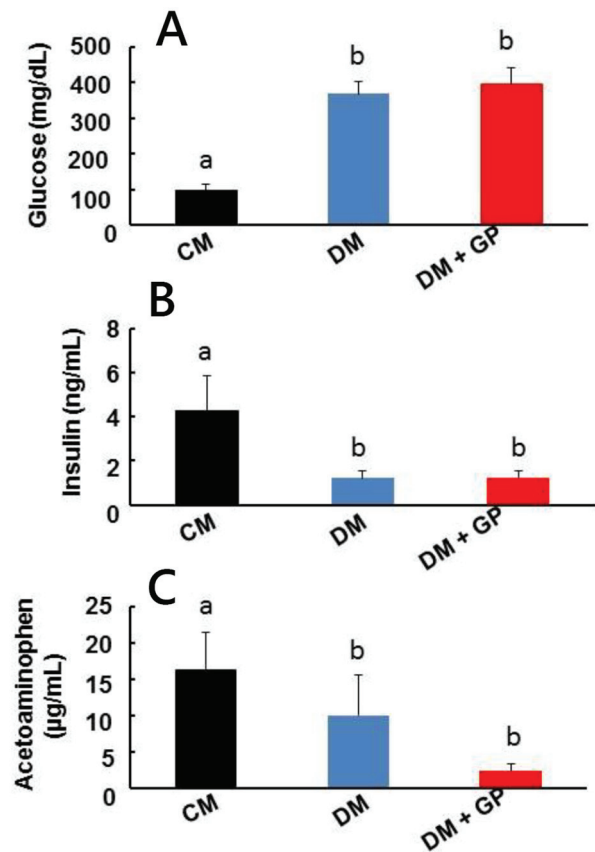 A
Glucose (mg/dL)
500
400
300
200
100
0
a
b
b
CM
DM
DM + GP
B
Insulin (ng/mL)
8
6
4
2
0
a
b
b
CM
DM
DM + GP
C
Acetoaminophen
(µg/mL)
25
20
15
10
5
0
a
b
b
CM
DM
DM + GP